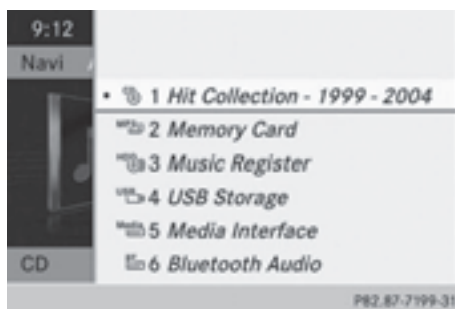 9:12
Navi
• 1 Hit Collection - 1999 - 2004
2 Memory Card
3 Music Register
4 USB Storage
5 Media Interface
6 Bluetooth Audio
CD
P82.87-7199-31